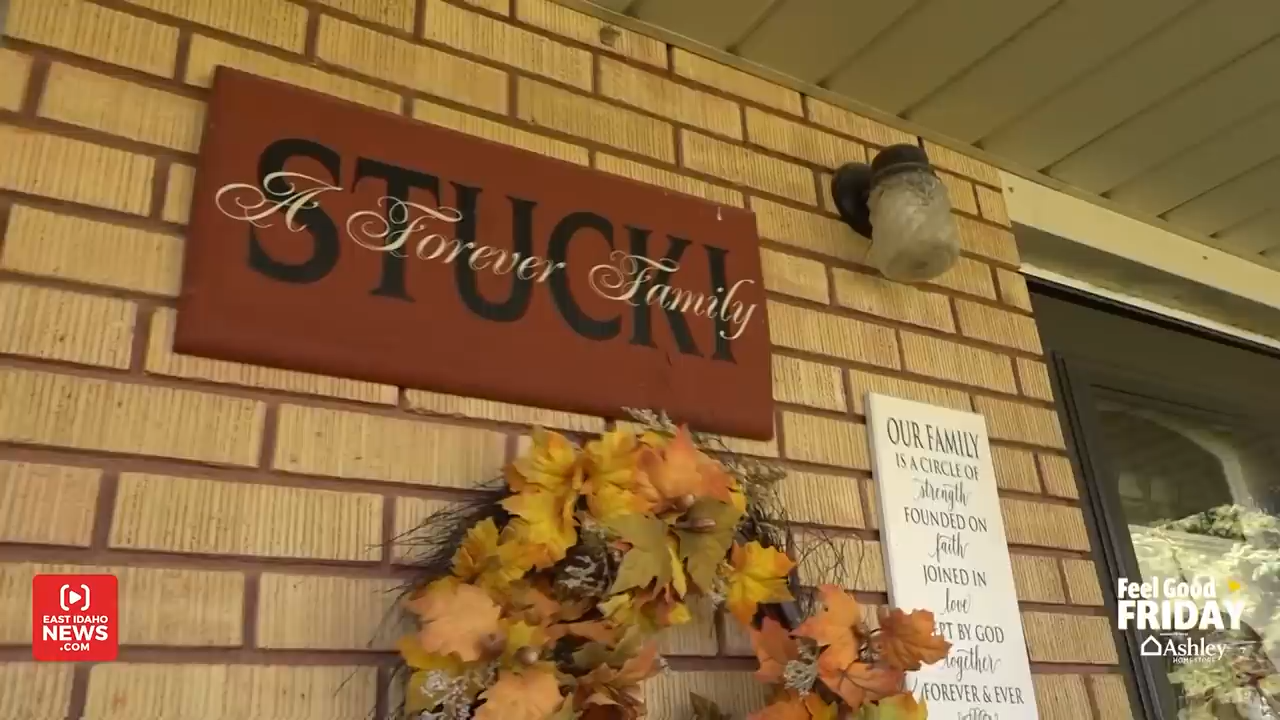 STUCKI
A Forever Family
OUR FAMILY
IS A CIRCLE OF
strength
FOUNDED ON
faith
JOINED IN
love
BY GOD
together
FOREVER & EVER
EAST IDAHO
NEWS
.COM
Feel Good
FRIDAY
Ashley
HOMESTORE